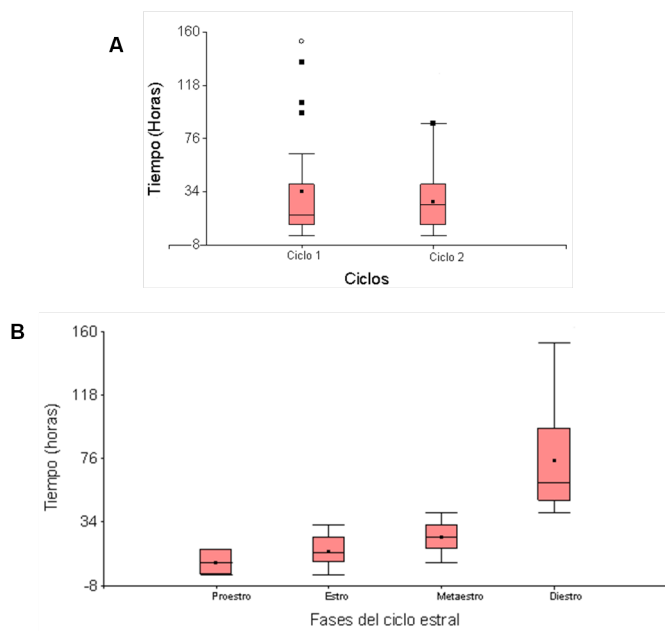 A
160
118
76
34
-8
Tiempo (Horas)
Ciclo 1 Ciclo 2
Ciclos
B
160
118
76
34
-8
Tiempo (horas)
Proestro Estro Metaestro Diestro
Fases del ciclo estral